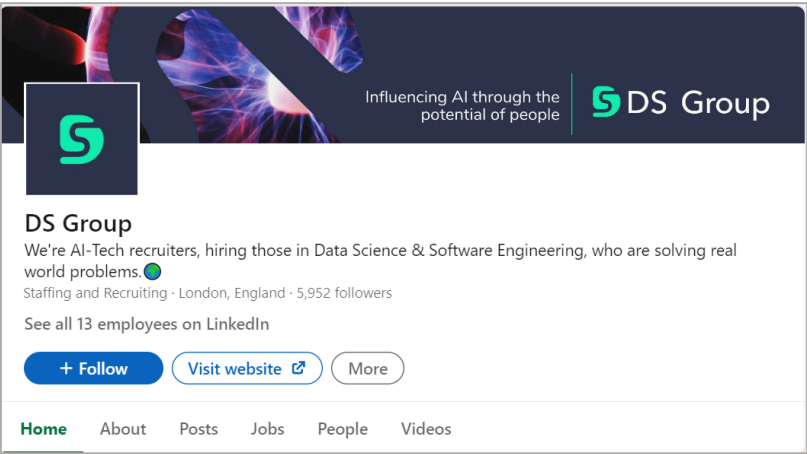 Influencing AI through the
potential of people
DS Group
DS Group
We're AI-Tech recruiters, hiring those in Data Science & Software Engineering, who are solving real
world problems.🌍
Staffing and Recruiting · London, England · 5,952 followers
See all 13 employees on LinkedIn
+ Follow Visit website More
Home About Posts Jobs People Videos